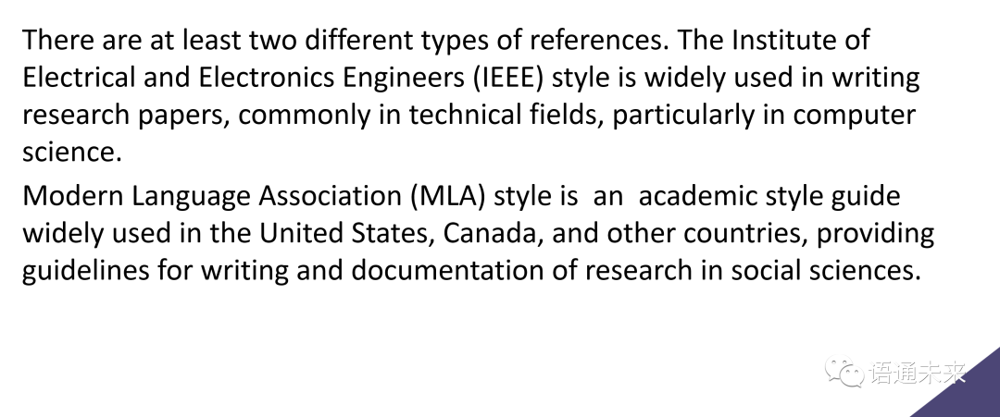 There are at least two different types of references. The Institute of
Electrical and Electronics Engineers (IEEE) style is widely used in writing
research papers, commonly in technical fields, particularly in computer
science.
Modern Language Association (MLA) style is  an  academic style guide
widely used in the United States, Canada, and other countries, providing
guidelines for writing and documentation of research in social sciences.
语通未来